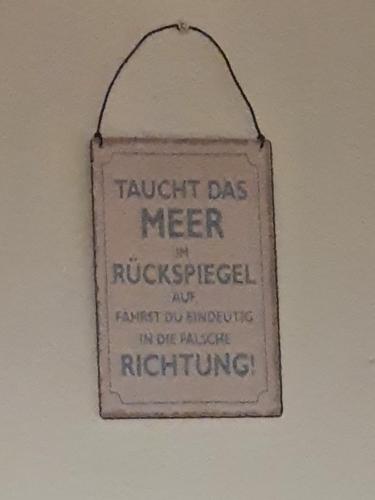 TAUCHT DAS
MEER
IM
RÜCKSPIEGEL
AUF,
FÄHRST DU EINDEUTIG
IN DIE FALSCHE
RICHTUNG!